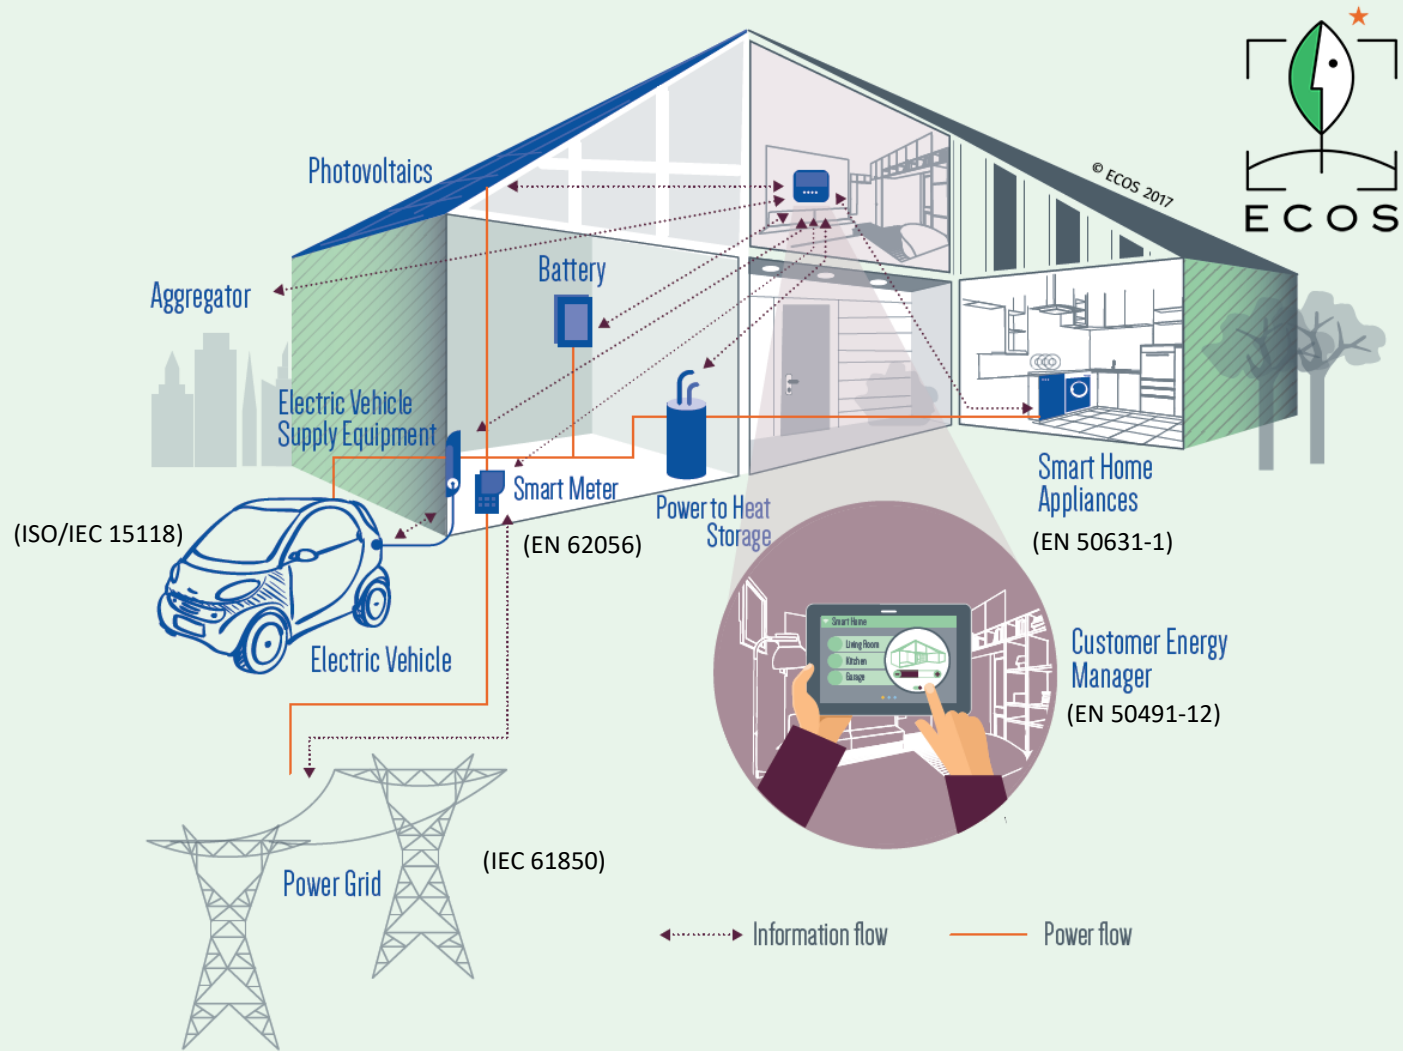 ECOS
© ECOS 2017
Photovoltaics
Battery
Aggregator
Electric Vehicle
Supply Equipment
Smart Meter
(EN 62056)
Power to Heat
Storage
Smart Home
Appliances
(EN 50631-1)
(ISO/IEC 15118)
Electric Vehicle
Smart Home
Living Room
Kitchen
Garage
Customer Energy
Manager
(EN 50491-12)
(IEC 61850)
Power Grid
Information flow
Power flow